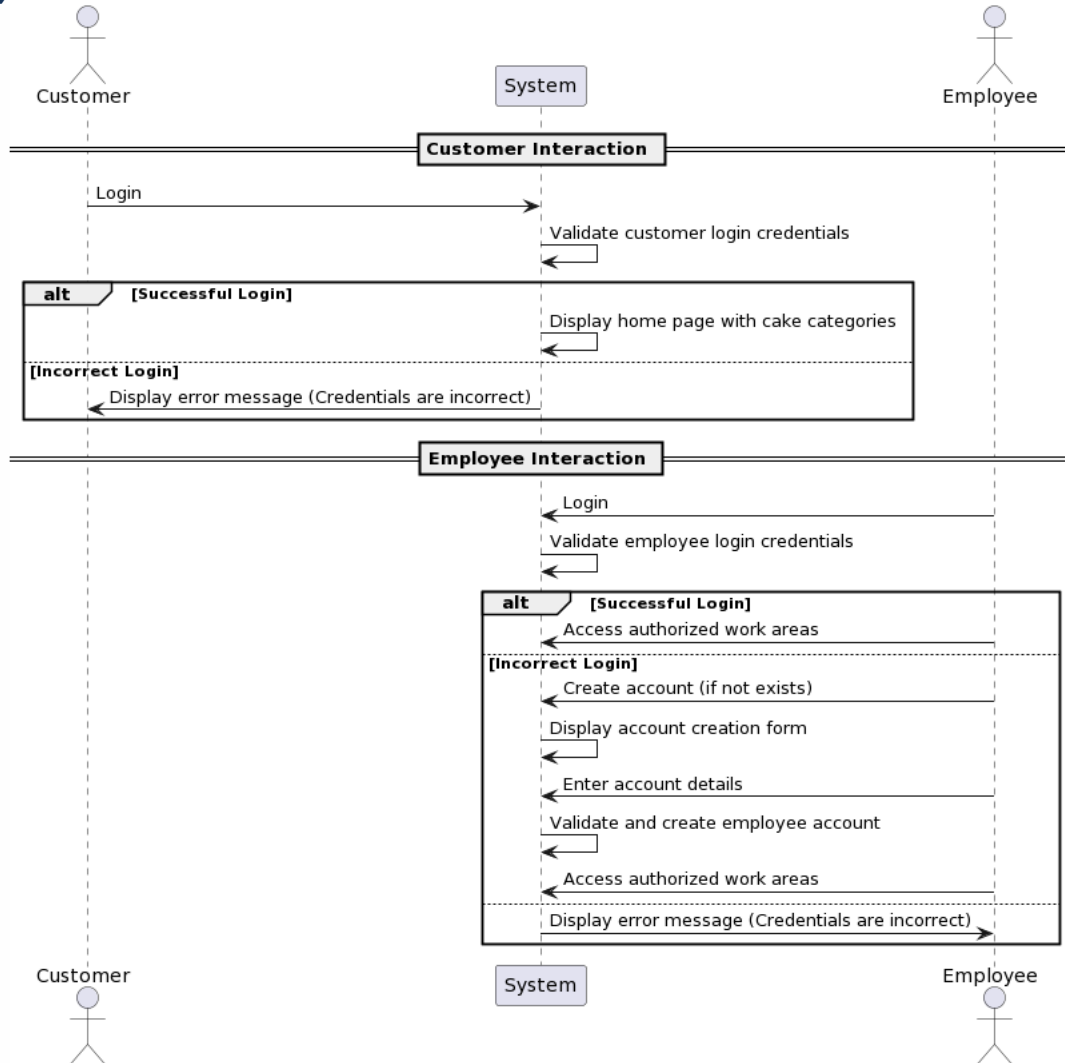 Customer
System
Employee
Customer Interaction
Login
Validate customer login credentials
alt [Successful Login]
Display home page with cake categories
[Incorrect Login]
Display error message (Credentials are incorrect)
Employee Interaction
Login
Validate employee login credentials
alt [Successful Login]
Access authorized work areas
[Incorrect Login]
Create account (if not exists)
Display account creation form
Enter account details
Validate and create employee account
Access authorized work areas
Display error message (Credentials are incorrect)
Customer
System
Employee